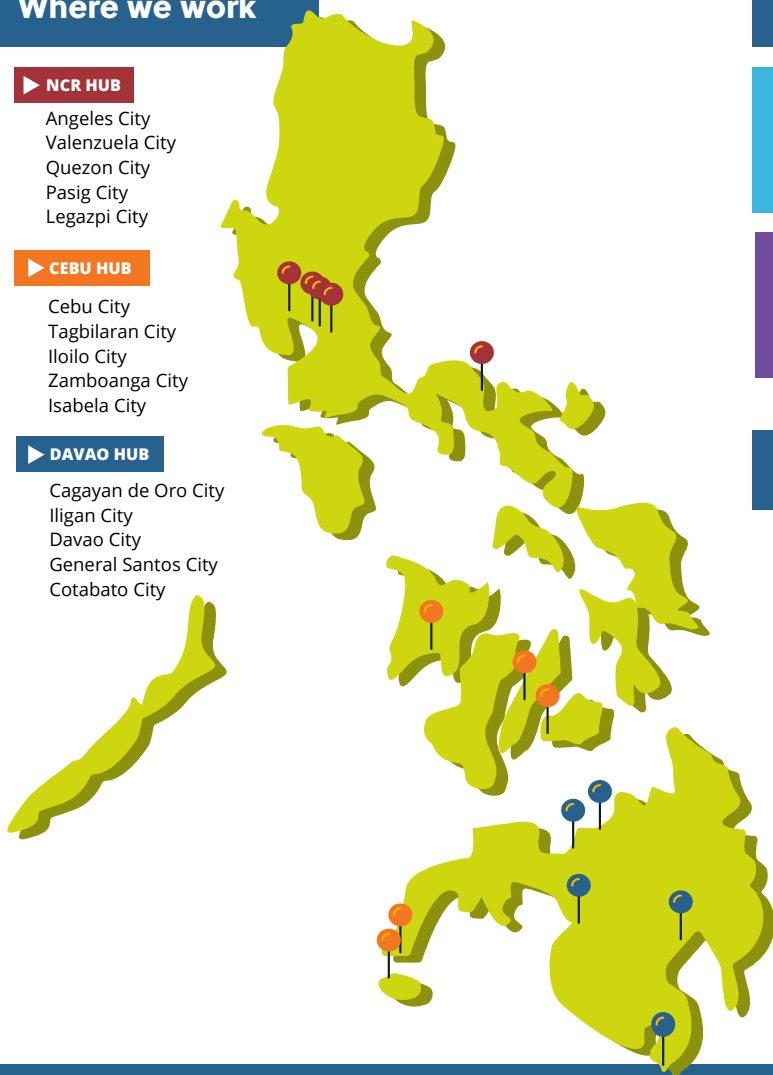 Where we work
NCR HUB
Angeles City
Valenzuela City
Quezon City
Pasig City
Legazpi City
CEBU HUB
Cebu City
Tagbilaran City
Iloilo City
Zamboanga City
Isabela City
DAVAO HUB
Cagayan de Oro City
Iligan City
Davao City
General Santos City
Cotabato City